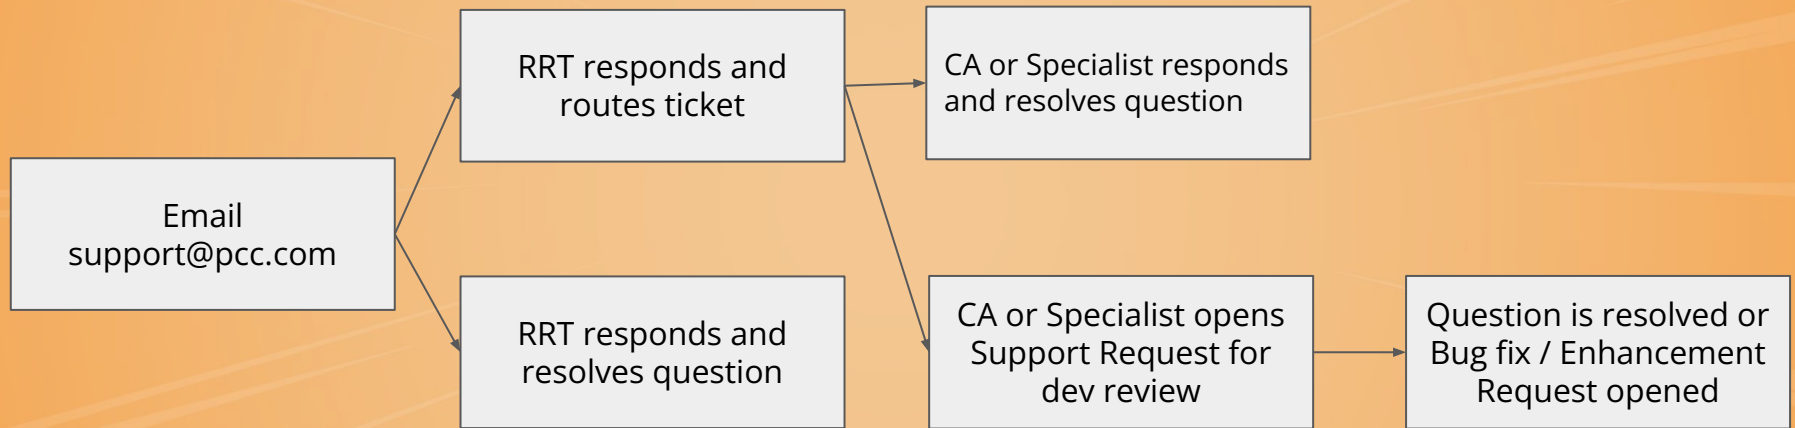 RRT responds and
routes ticket
CA or Specialist responds
and resolves question
Email
support@pcc.com
RRT responds and
resolves question
CA or Specialist opens
Support Request for
dev review
Question is resolved or
Bug fix / Enhancement
Request opened